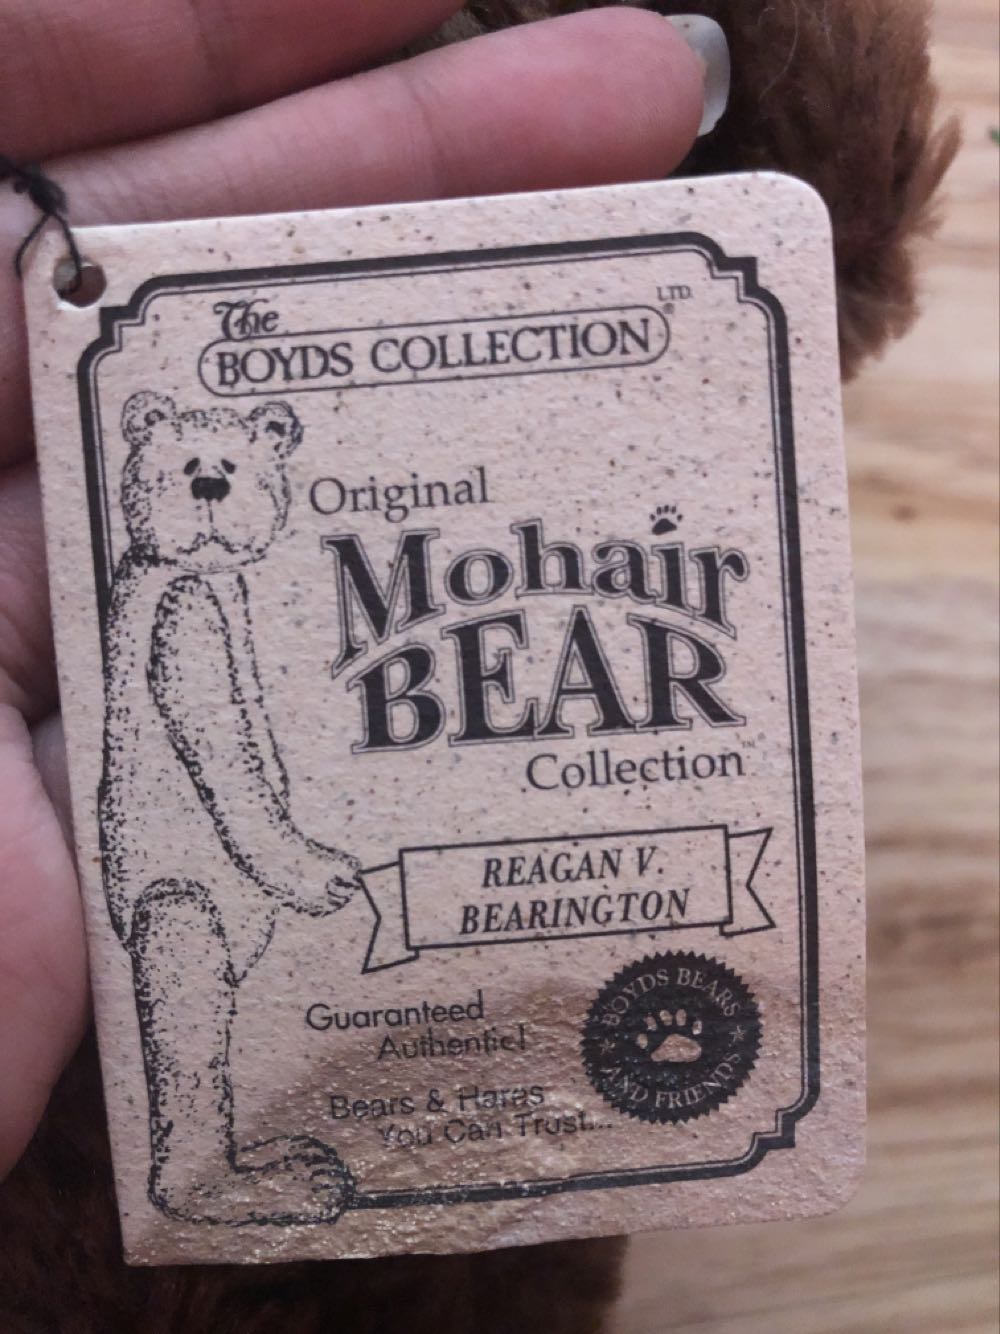 The
LTD.
®
BOYDS COLLECTION
Original
Mohair
BEAR
Collection™
REAGAN V.
BEARINGTON
Guaranteed
Authentic!
Bears & Hares
You Can Trust...
BOYDS BEARS
AND FRIENDS